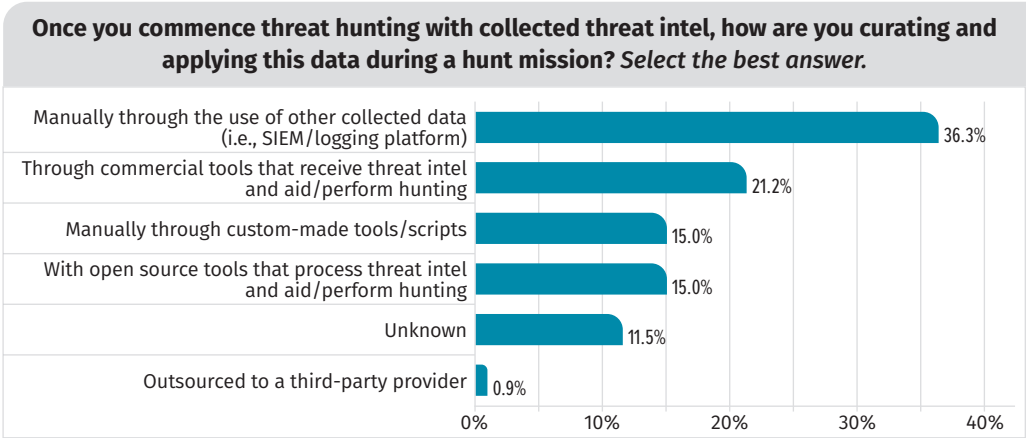 Once you commence threat hunting with collected threat intel, how are you curating and
applying this data during a hunt mission? Select the best answer.
Manually through the use of other collected data
(i.e., SIEM/logging platform)
36.3%
Through commercial tools that receive threat intel
and aid/perform hunting
21.2%
Manually through custom-made tools/scripts
15.0%
With open source tools that process threat intel
and aid/perform hunting
15.0%
Unknown
11.5%
Outsourced to a third-party provider
0.9%
0% 10% 20% 30% 40%